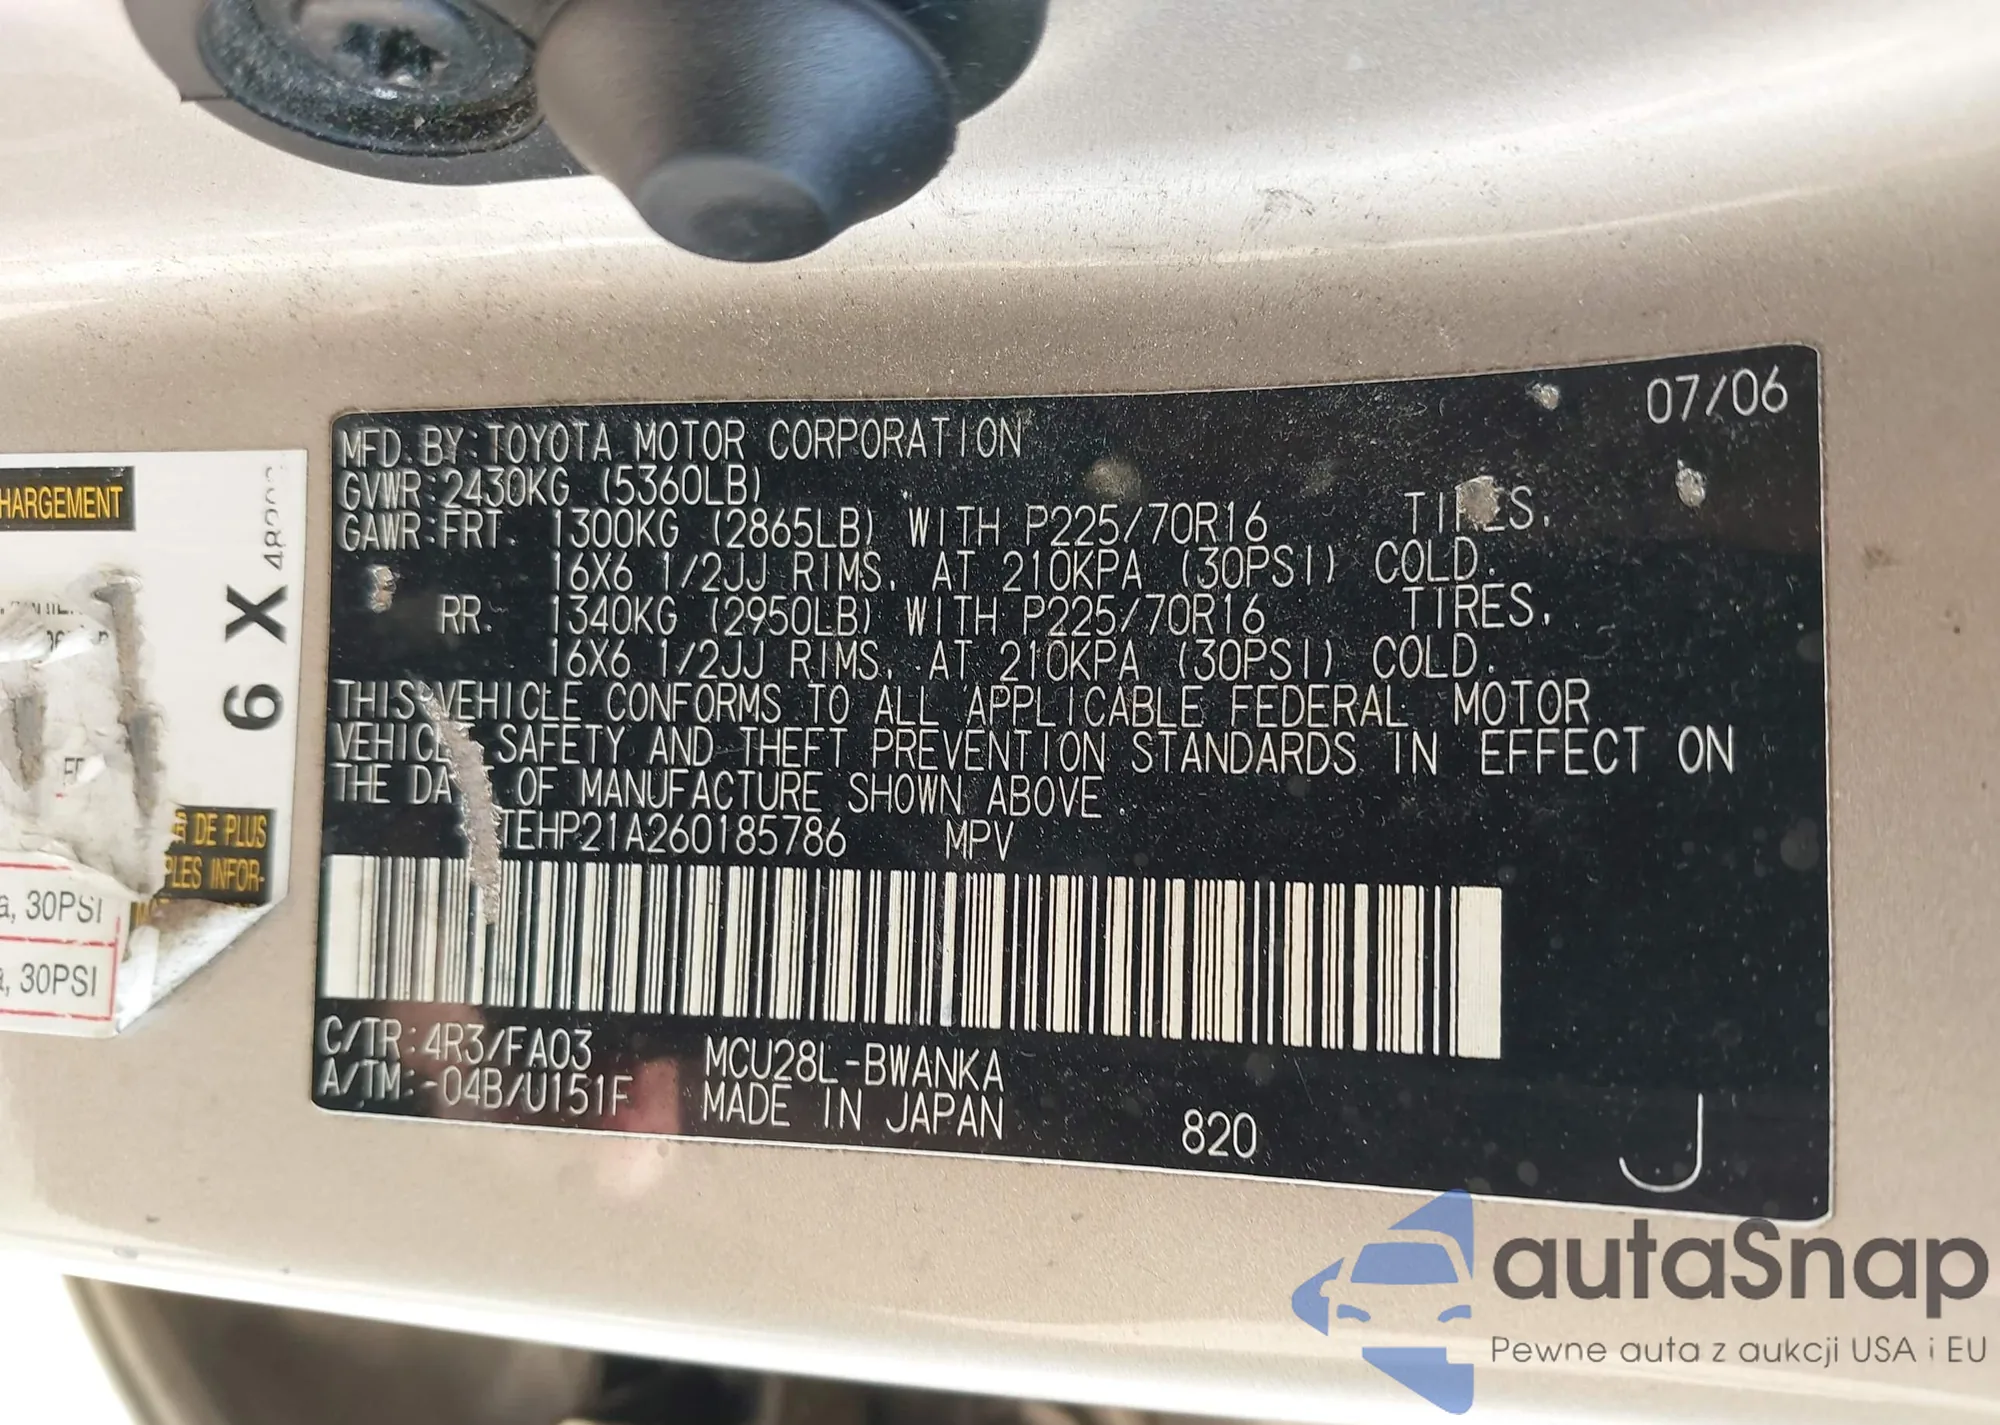 07/06
MFD. BY: TOYOTA MOTOR CORPORATION
GVWR: 2430KG (5360LB)
GAWR: FRT. 1300KG (2865LB) WITH P225/70R16 TIRES.
16X6 1/2JJ RIMS, AT 210KPA (30PSI) COLD.
RR. 1340KG (2950LB) WITH P225/70R16 TIRES,
16X6 1/2JJ RIMS, AT 210KPA (30PSI) COLD.
THIS VEHICLE CONFORMS TO ALL APPLICABLE FEDERAL MOTOR
SAFETY AND THEFT PREVENTION STANDARDS IN EFFECT ON
THE OF MANUFACTURE SHOWN ABOVE.
TEHP21A260185786 MPV
C/TR: 4R3/FA03 MCU28L-BWANKA
A/TM: -04B/U151F MADE IN JAPAN
820
J
HARGEMENT
6 X
R DE PLUS
PLES INFOR-
a, 30PSI
a, 30PSI
autaSnap
Pewne auta z aukcji USA i EU